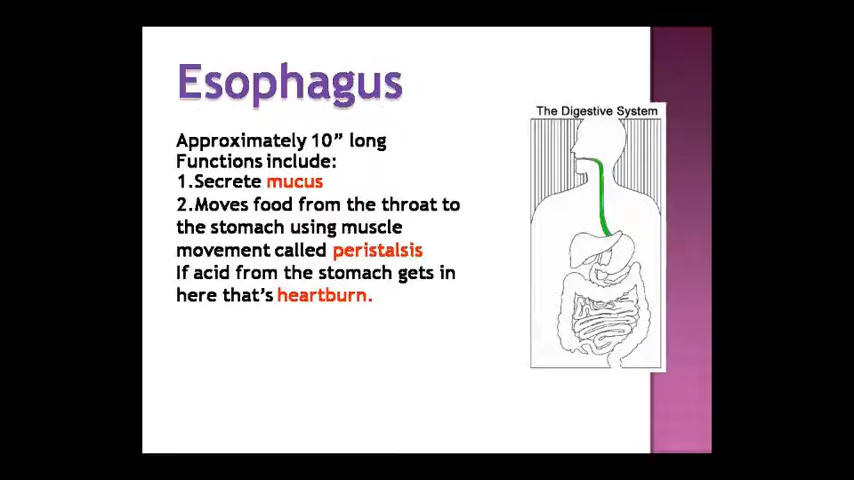 Esophagus
Approximately 10” long
Functions include:
1.Secrete mucus
2.Moves food from the throat to
the stomach using muscle
movement called peristalsis
If acid from the stomach gets in
here that’s heartburn.
The Digestive System